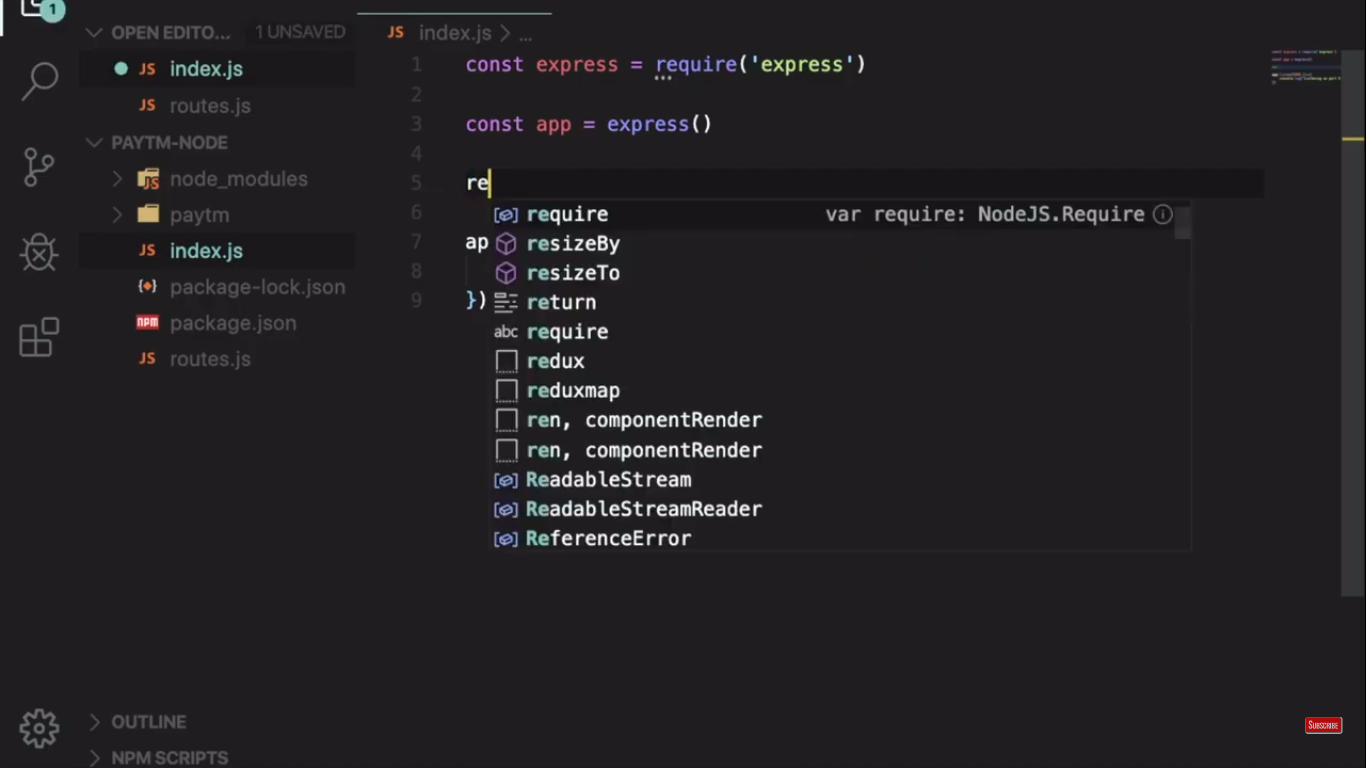 1
OPEN EDITO... 1 UNSAVED
JS index.js
JS routes.js
PAYTM-NODE
JS node_modules
paytm
JS index.js
package-lock.json
npm package.json
JS routes.js
OUTLINE
NPM SCRIPTS
JS index.js > ...
1 const express = require('express')
2
3 const app = express()
4
5 re
6
7 ap
8
9 })
require var require: NodeJS.Require
resizeBy
resizeTo
return
abc require
redux
reduxmap
ren, componentRender
ren, componentRender
ReadableStream
ReadableStreamReader
ReferenceError
SUBSCRIBE